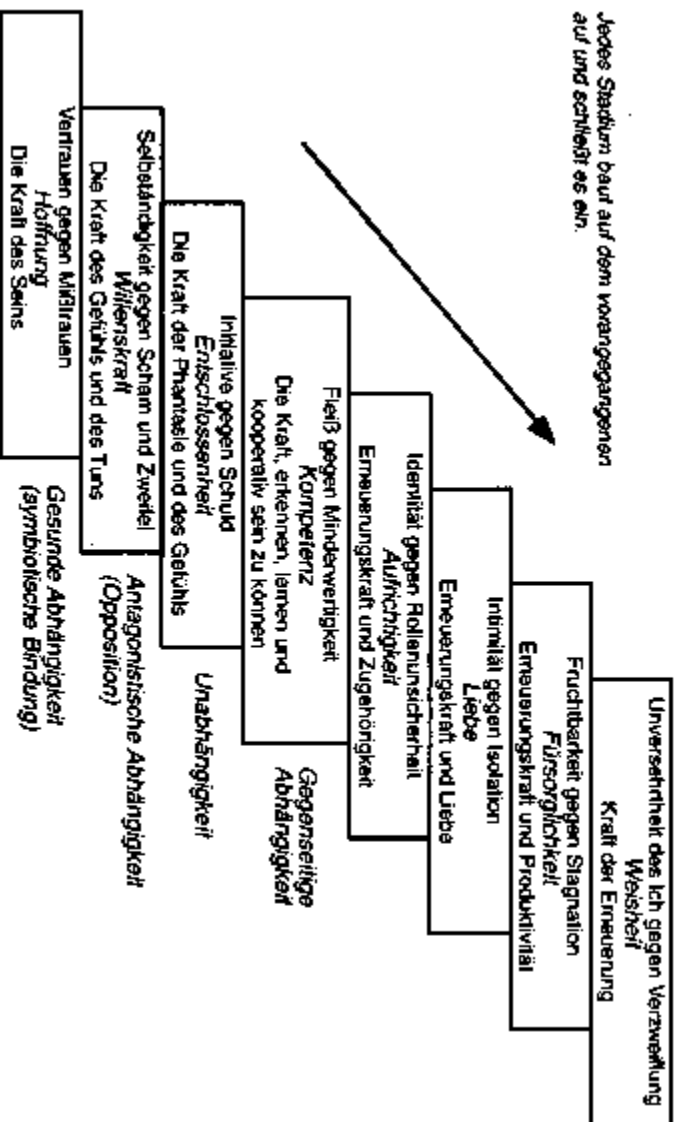 Jedes Stadium baut auf dem vorangegangenen
auf und schließt es ein.
Unversehrtheit des Ich gegen Verzweiflung
Weisheit
Kraft der Erneuerung
Fruchtbarkeit gegen Stagnation
Fürsorglichkeit
Erneuerungskraft und Produktivität
Intimität gegen Isolation
Liebe
Erneuerungskraft und Liebe
Identität gegen Rollenunsicherheit
Aufrichtigkeit
Erneuerungskraft und Zugehörigkeit
Fleiß gegen Minderwertigkeit
Kompetenz
Die Kraft, erkennen, lernen und
kooperativ sein zu können
Gegenseitige
Abhängigkeit
Initiative gegen Schuld
Entschlossenheit
Die Kraft der Phantasie und des Gefühls
Unabhängigkeit
Selbständigkeit gegen Scham und Zweifel
Willenskraft
Die Kraft des Gefühls und des Tuns
Antagonistische Abhängigkeit
(Opposition)
Vertrauen gegen Mißtrauen
Hoffnung
Die Kraft des Seins
Gesunde Abhängigkeit
(symbiotische Bindung)